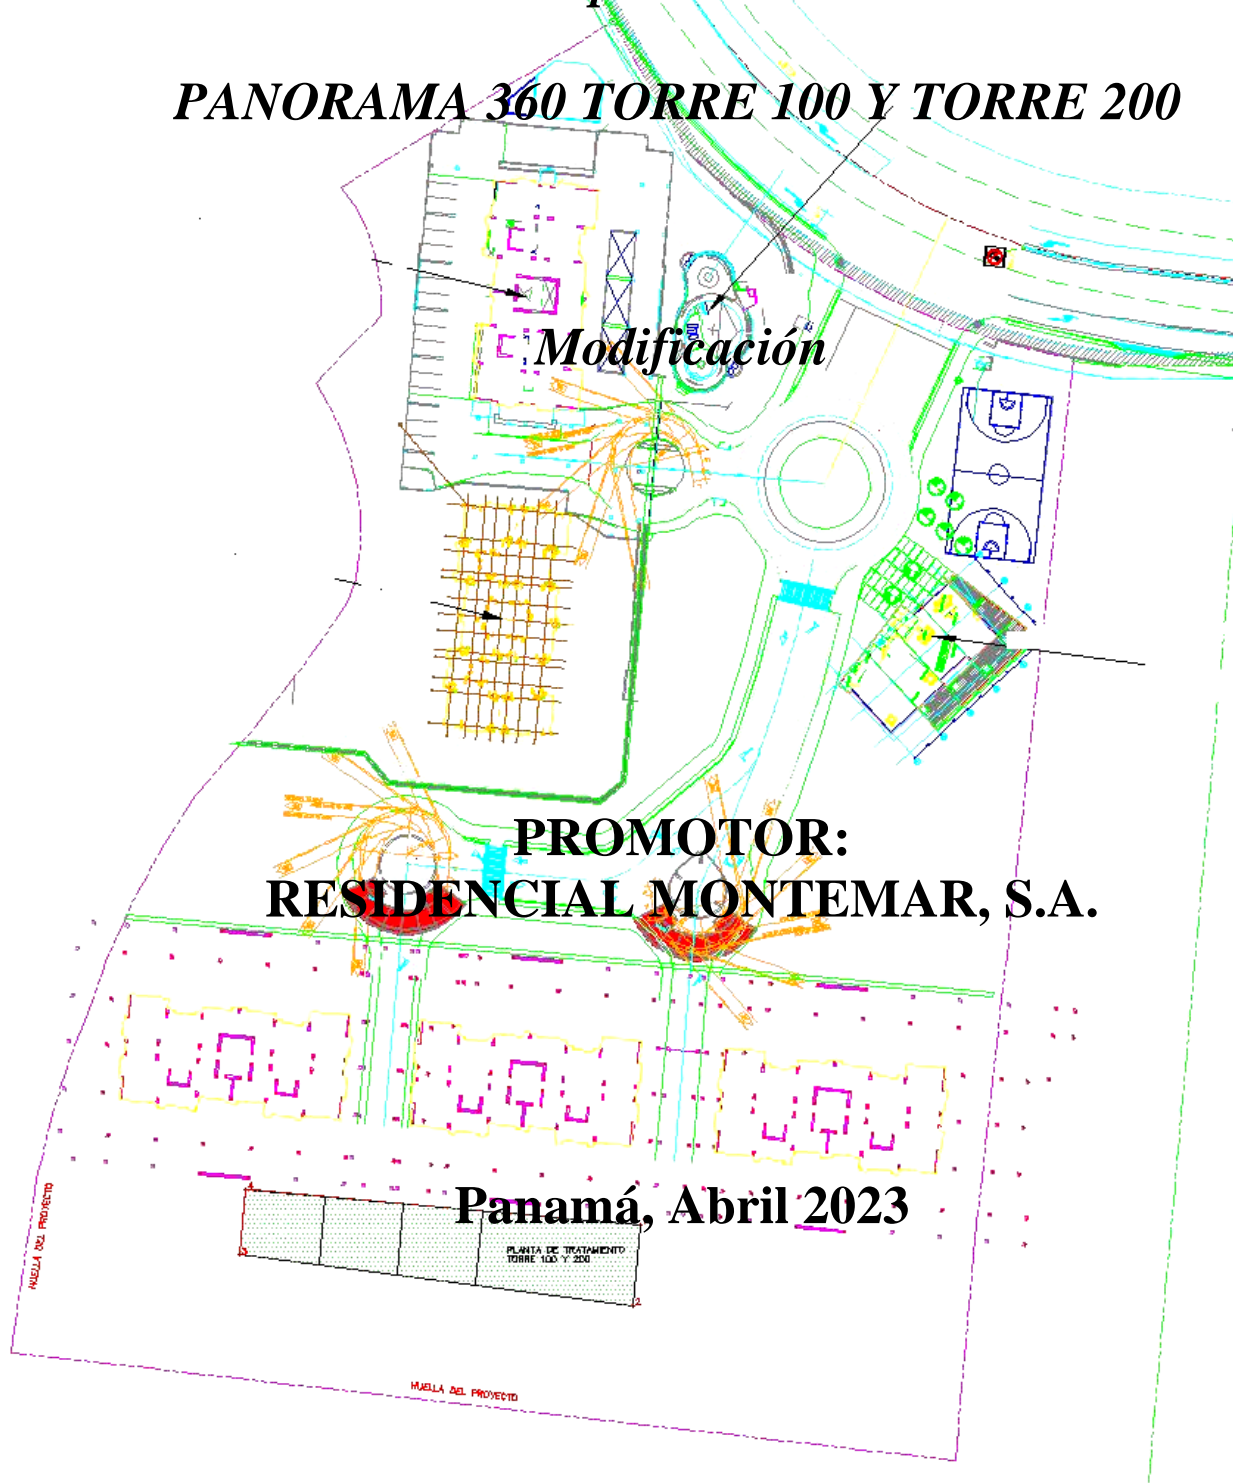 PANORAMA 360 TORRE 100 Y TORRE 200
Modificación
PROMOTOR:
RESIDENCIAL MONTEMAR, S.A.
Panamá, Abril 2023
PLANTA DE TRATAMIENTO
TORRE 100 Y 200
HUELLA DEL PROYECTO
HUELLA DEL PROYECTO